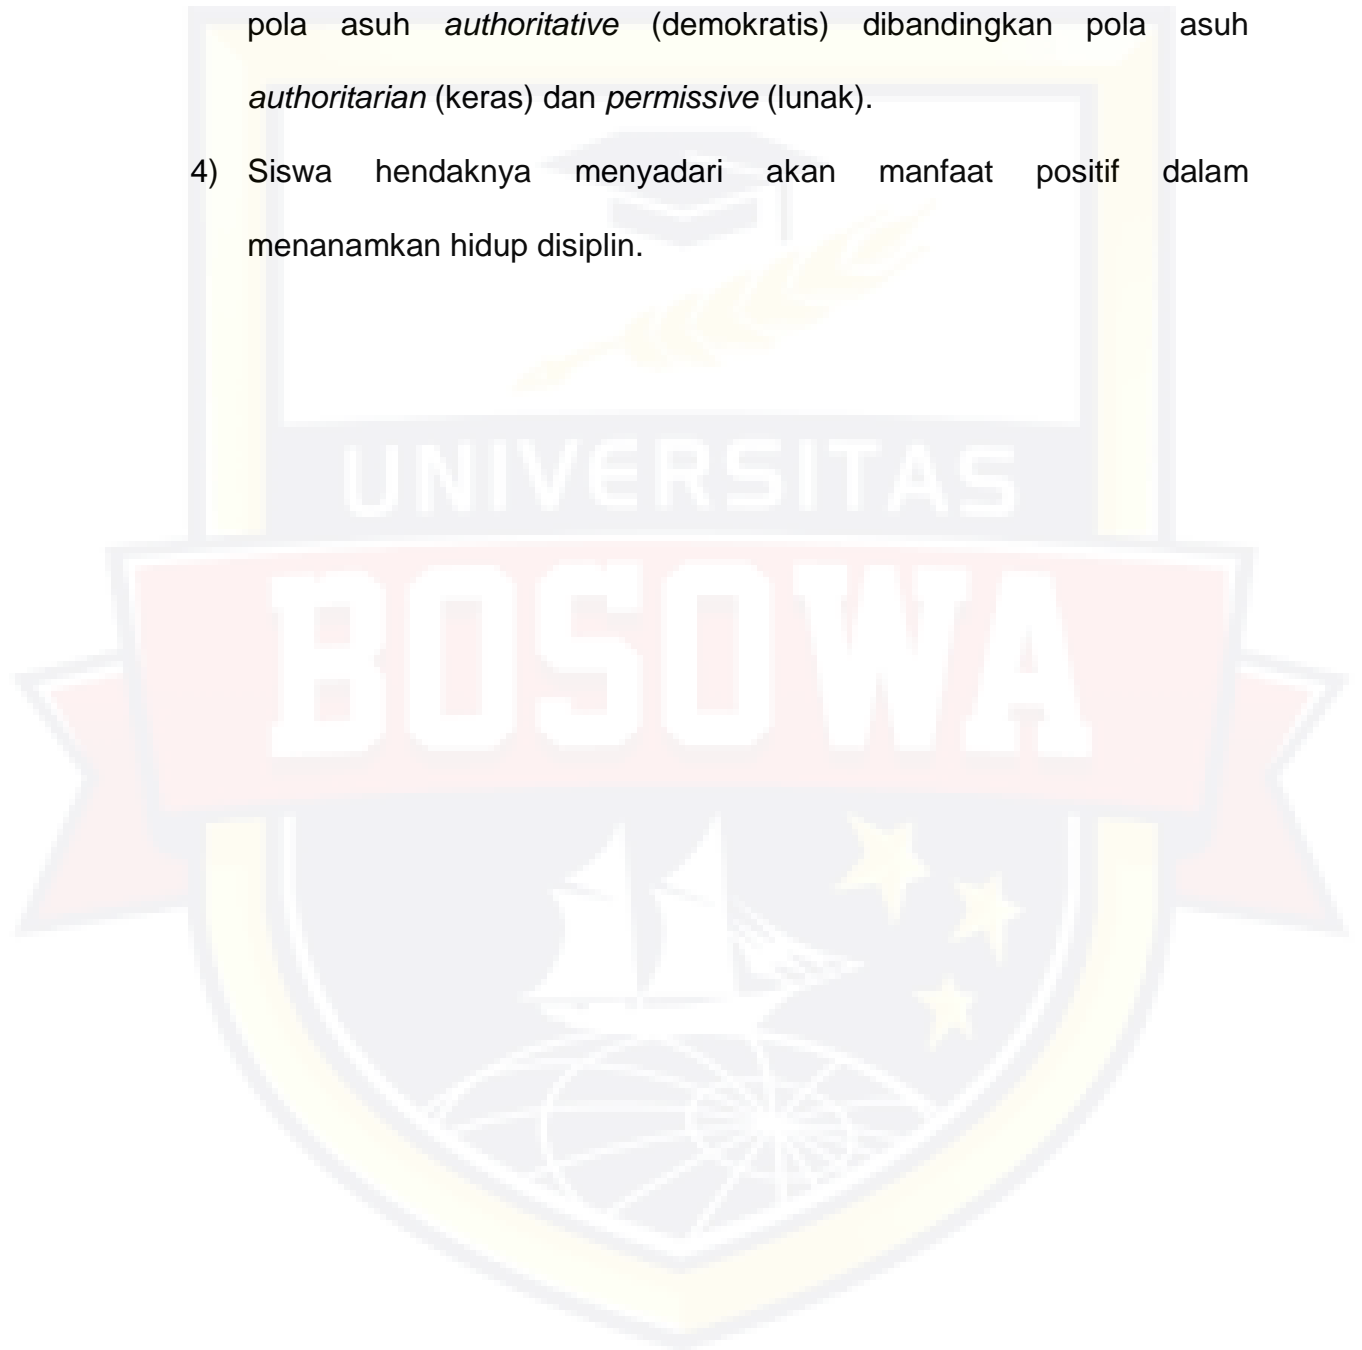 pola asuh authoritative (demokratis) dibandingkan pola asuh
authoritarian (keras) dan permissive (lunak).
4) Siswa hendaknya menyadari akan manfaat positif dalam
menanamkan hidup disiplin.
UNIVERSITAS
BOSOWA